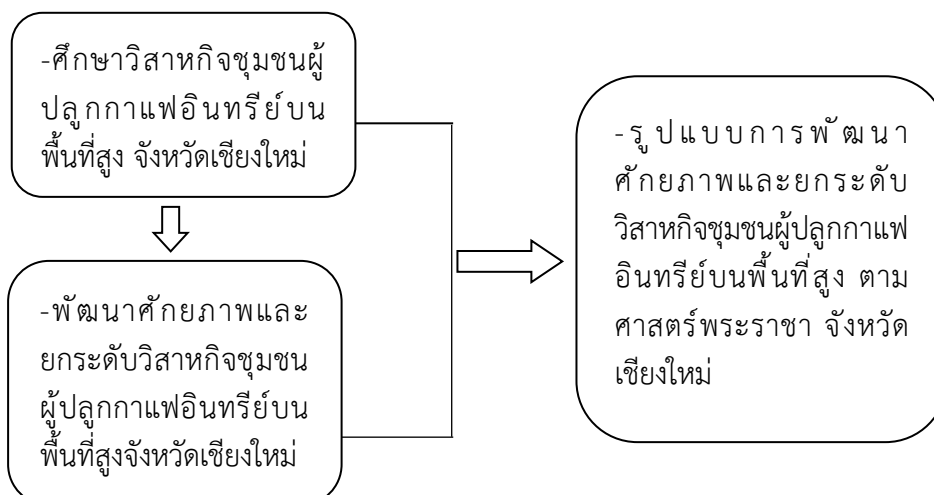 -ศึกษาวิสาหกิจชุมชนผู้
ปลูกกาแฟอินทรีย์บน
พื้นที่สูง จังหวัดเชียงใหม่
-พัฒนาศักยภาพและ
ยกระดับวิสาหกิจชุมชน
ผู้ปลูกกาแฟอินทรีย์บน
พื้นที่สูงจังหวัดเชียงใหม่
-รูปแบบการพัฒนา
ศักยภาพและยกระดับ
วิสาหกิจชุมชนผู้ปลูกกาแฟ
อินทรีย์บนพื้นที่สูง ตาม
ศาสตร์พระราชา จังหวัด
เชียงใหม่